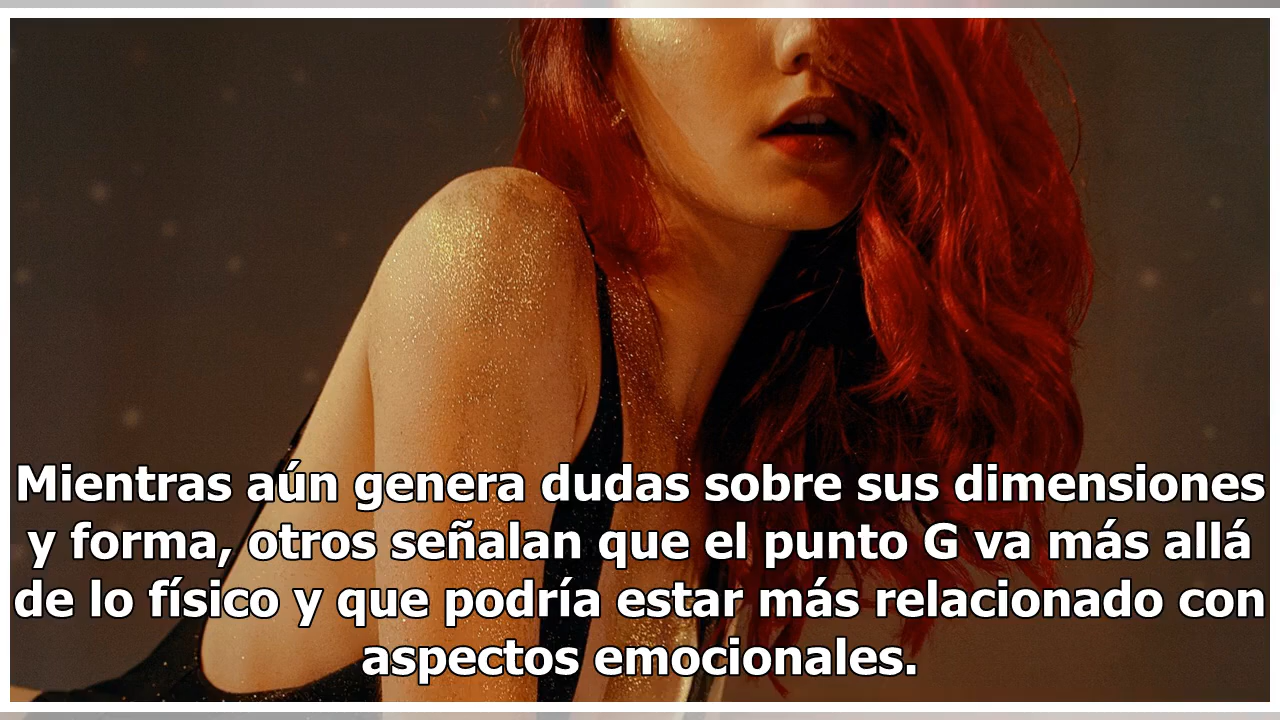 Mientras aún genera dudas sobre sus dimensiones
y forma, otros señalan que el punto G va más allá
de lo físico y que podría estar más relacionado con
aspectos emocionales.